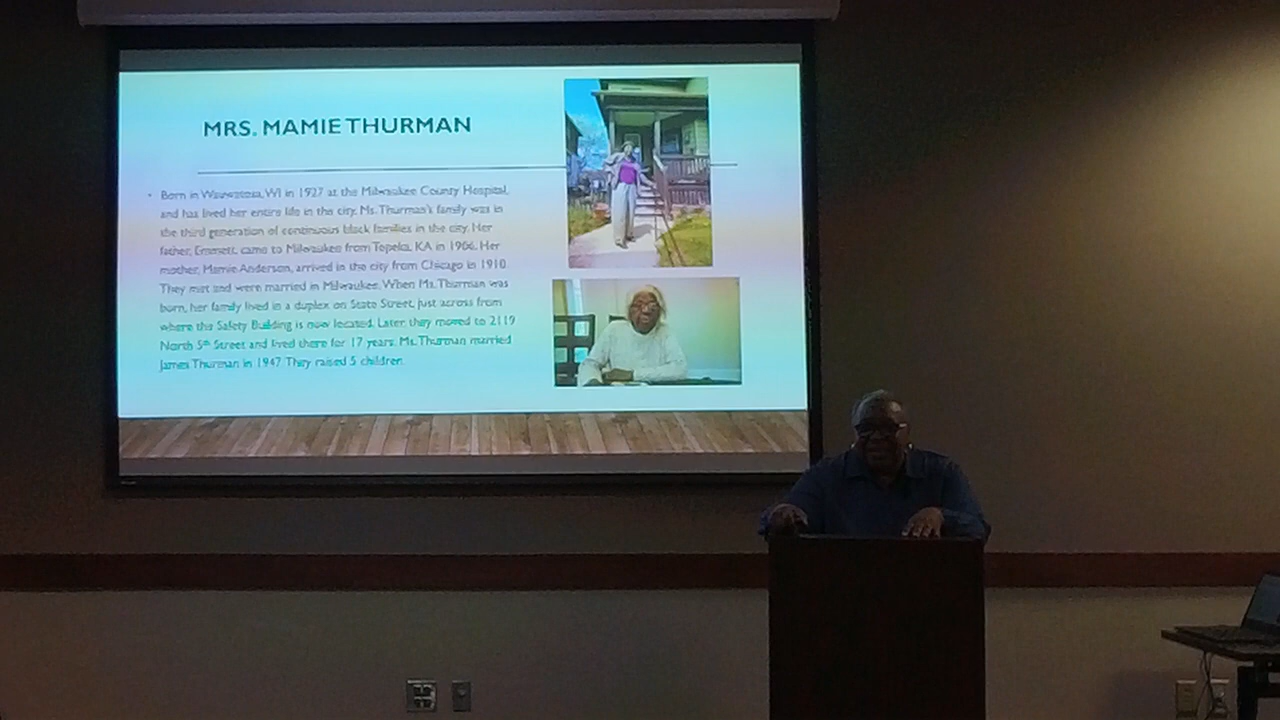 MRS. MAMIE THURMAN
• Born in Wauwatosa, WI in 1927 at the Milwaukee County Hospital,
and has lived her entire life in the city. Ms. Thurman's family was in
the third generation of continuous black families in the city. Her
father, Emmett, came to Milwaukee from Topeka, KA in 1906. Her
mother, Mamie Anderson, arrived in the city from Chicago in 1910.
They met and were married in Milwaukee. When Ms. Thurman was
born, her family lived in a duplex on State Street, just across from
where the Safety Building is now located. Later, they moved to 2119
North 5th Street and lived there for 17 years. Ms. Thurman married
James Thurman in 1947 They raised 5 children.